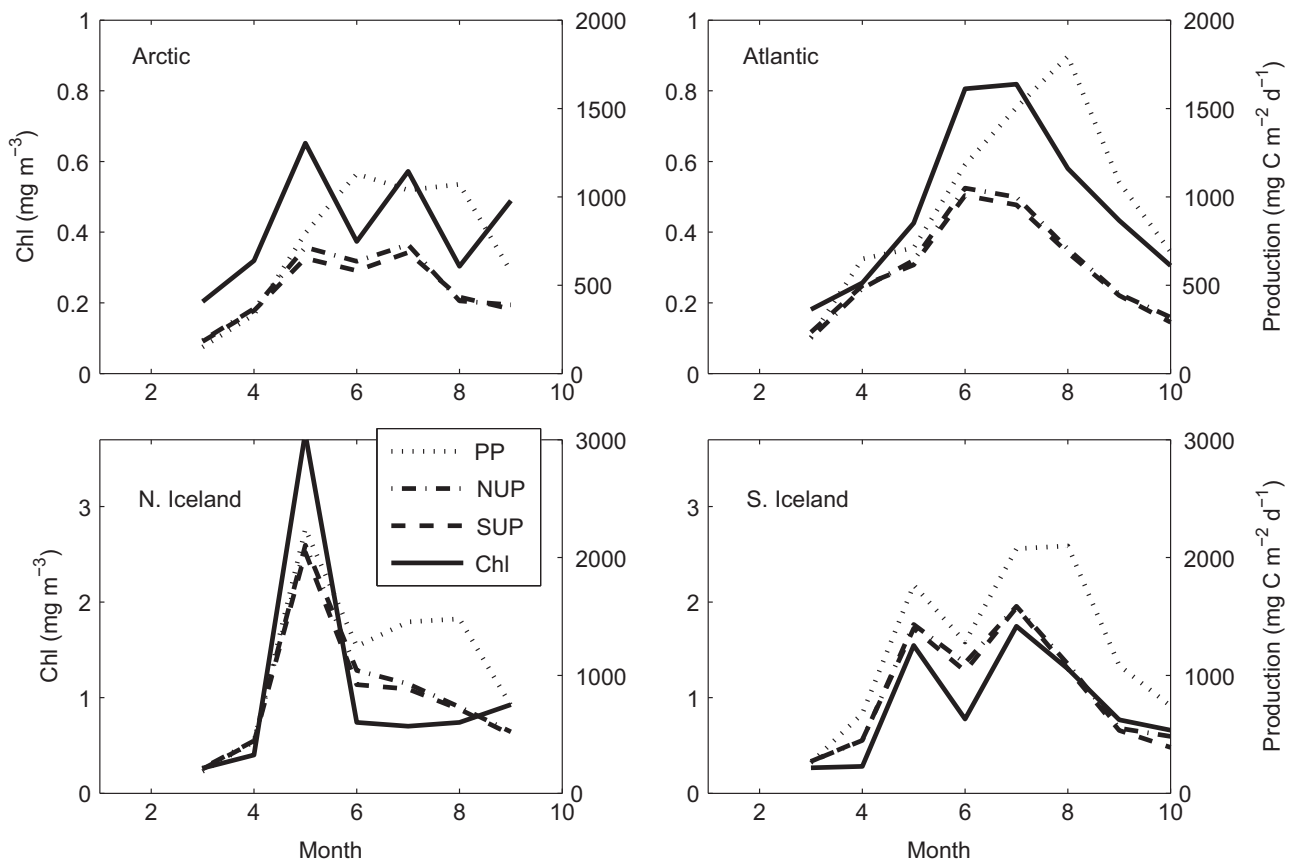 Arctic
Chl (mg m−3)
1
0.8
0.6
0.4
0.2
0
2000
1500
1000
500
0
2 4 6 8 10
Atlantic
1
0.8
0.6
0.4
0.2
0
2000
1500
1000
500
0
Production (mg C m−2 d−1)
2 4 6 8 10
N. Iceland
Chl (mg m−3)
3
2
1
0
3000
2000
1000
0
PP
NUP
SUP
Chl
2 4 6 8 10
Month
S. Iceland
3
2
1
0
3000
2000
1000
0
Production (mg C m−2 d−1)
2 4 6 8 10
Month